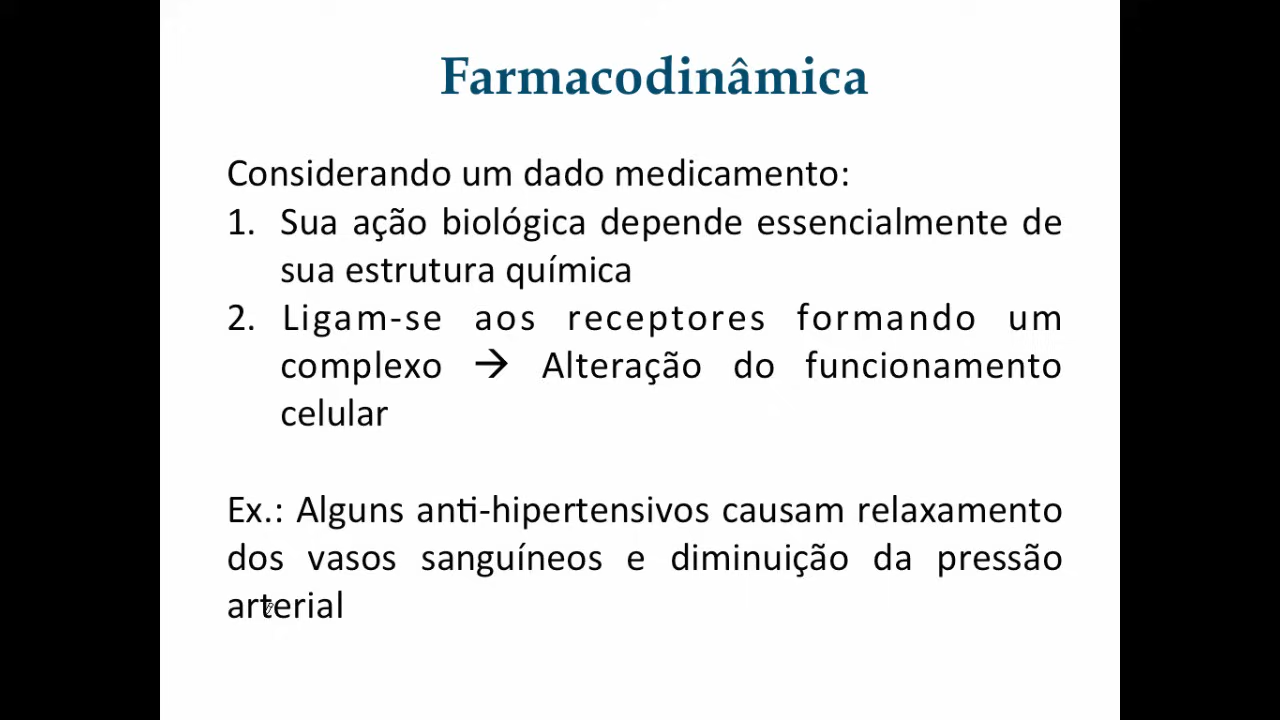 Farmacodinâmica
Considerando um dado medicamento:
1. Sua ação biológica depende essencialmente de
sua estrutura química
2. Ligam-se aos receptores formando um
complexo → Alteração do funcionamento
celular
Ex.: Alguns anti-hipertensivos causam relaxamento
dos vasos sanguíneos e diminuição da pressão
arterial